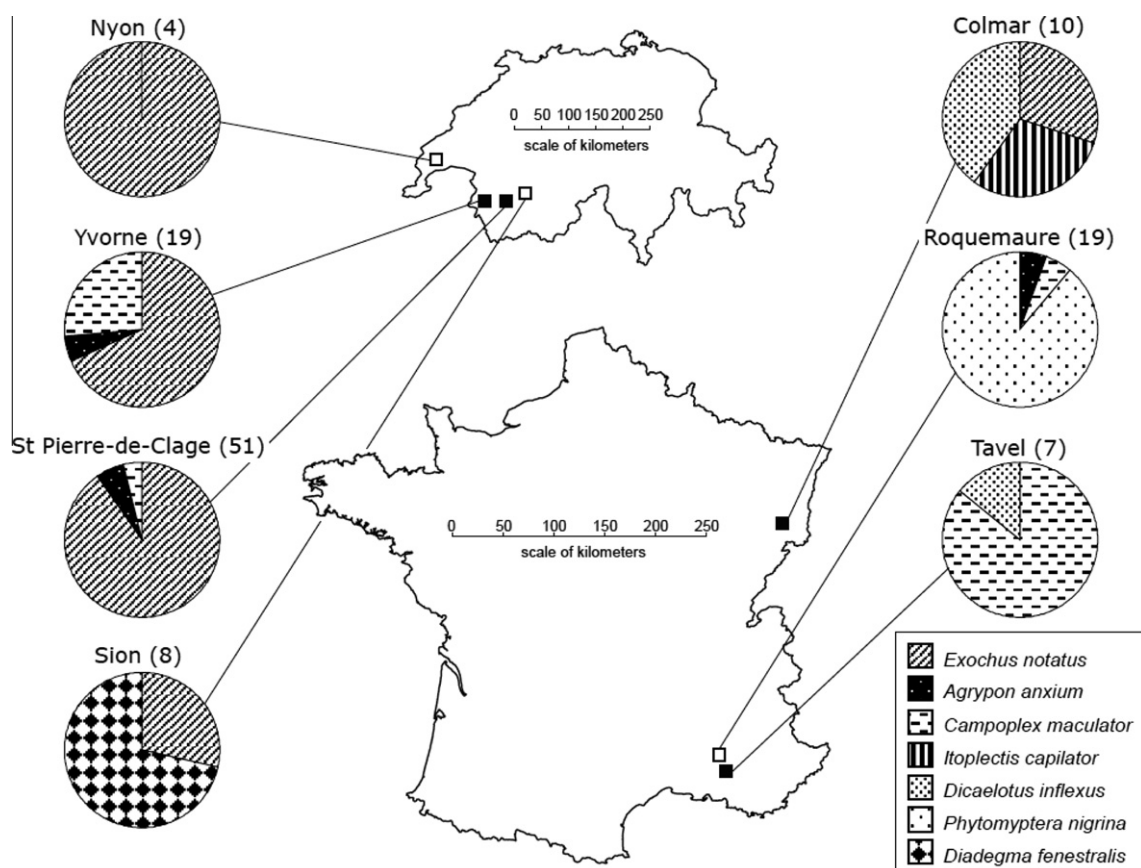 Nyon (4)
Colmar (10)
0 50 100 150 200 250
scale of kilometers
Yvorne (19)
Roquemaure (19)
St Pierre-de-Clage (51)
Tavel (7)
0 50 100 150 200 250
scale of kilometers
Sion (8)
Exochus notatus
Agrypon anxium
Campoplex maculator
Itoplectis capilator
Dicaelotus inflexus
Phytomyptera nigrina
Diadegma fenestralis